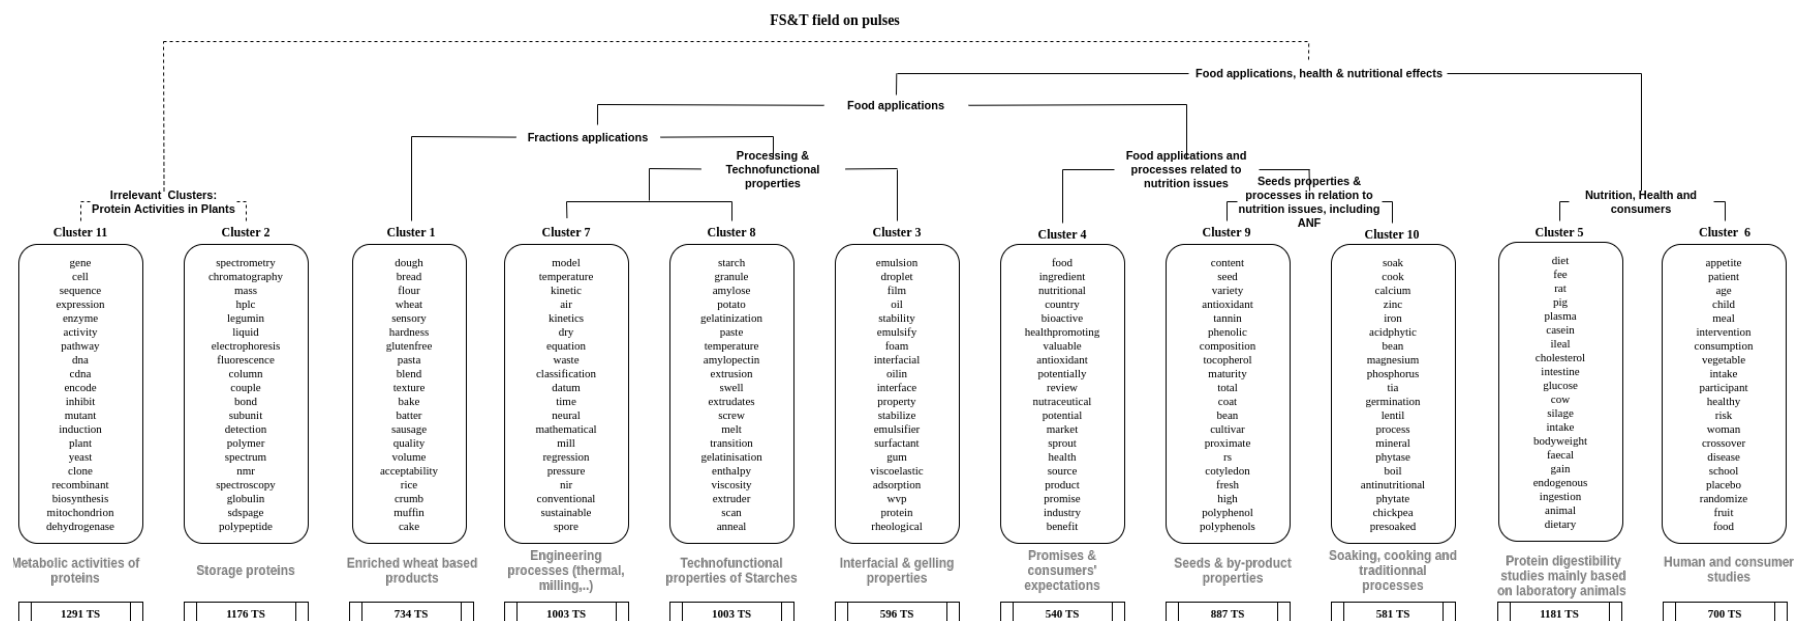 FS&T field on pulses
Food applications, health & nutritional effects
Food applications
Fractions applications
Processing &
Technofunctional
properties
Food applications and
processes related to
nutrition issues
Seeds properties &
processes in relation to
nutrition issues, including
ANF
Irrelevant Clusters:
Protein Activities in Plants
Nutrition, Health and
consumers
Cluster 11
gene
cell
sequence
expression
enzyme
activity
pathway
dna
cdna
encode
inhibit
mutant
induction
plant
yeast
clone
recombinant
biosynthesis
mitochondrion
dehydrogenase
Metabolic activities of
proteins
1291 TS
Cluster 2
spectrometry
chromatography
mass
hplc
legumin
liquid
electrophoresis
fluorescence
column
couple
bond
subunit
detection
polymer
spectrum
nmr
spectroscopy
globulin
sdspage
polypeptide
Storage proteins
1176 TS
Cluster 1
dough
bread
flour
wheat
sensory
hardness
glutenfree
pasta
blend
texture
bake
batter
sausage
quality
volume
acceptability
rice
crumb
muffin
cake
Enriched wheat based
products
734 TS
Cluster 7
model
temperature
kinetic
air
kinetics
dry
equation
waste
classification
datum
time
neural
mathematical
mill
regression
pressure
nir
conventional
sustainable
spore
Engineering
processes (thermal,
milling,..)
1003 TS
Cluster 8
starch
granule
amylose
potato
gelatinization
paste
temperature
amylopectin
extrusion
swell
extrudates
screw
melt
transition
gelatinisation
enthalpy
viscosity
extruder
scan
anneal
Technofunctional
properties of Starches
1003 TS
Cluster 3
emulsion
droplet
film
oil
stability
emulsify
foam
interfacial
oilin
interface
property
stabilize
emulsifier
surfactant
gum
viscoelastic
adsorption
wvp
protein
rheological
Interfacial & gelling
properties
596 TS
Cluster 4
food
ingredient
nutritional
country
bioactive
healthpromoting
valuable
antioxidant
potentially
review
nutraceutical
potential
market
sprout
health
source
product
promise
industry
benefit
Promises &
consumers'
expectations
540 TS
Cluster 9
content
seed
variety
antioxidant
tannin
phenolic
composition
tocopherol
maturity
total
coat
bean
cultivar
proximate
rs
cotyledon
fresh
high
polyphenol
polyphenols
Seeds & by-product
properties
887 TS
Cluster 10
soak
cook
calcium
zinc
iron
acidphytic
bean
magnesium
phosphorus
tia
germination
lentil
process
mineral
phytase
boil
antinutritional
phytate
chickpea
presoaked
Soaking, cooking and
traditionnal
processes
581 TS
Cluster 5
diet
fee
rat
pig
plasma
casein
ileal
cholesterol
intestine
glucose
cow
silage
intake
bodyweight
faecal
gain
endogenous
ingestion
animal
dietary
Protein digestibility
studies mainly based
on laboratory animals
1181 TS
Cluster 6
appetite
patient
age
child
meal
intervention
consumption
vegetable
intake
participant
healthy
risk
woman
crossover
disease
school
placebo
randomize
fruit
food
Human and consumer
studies
700 TS